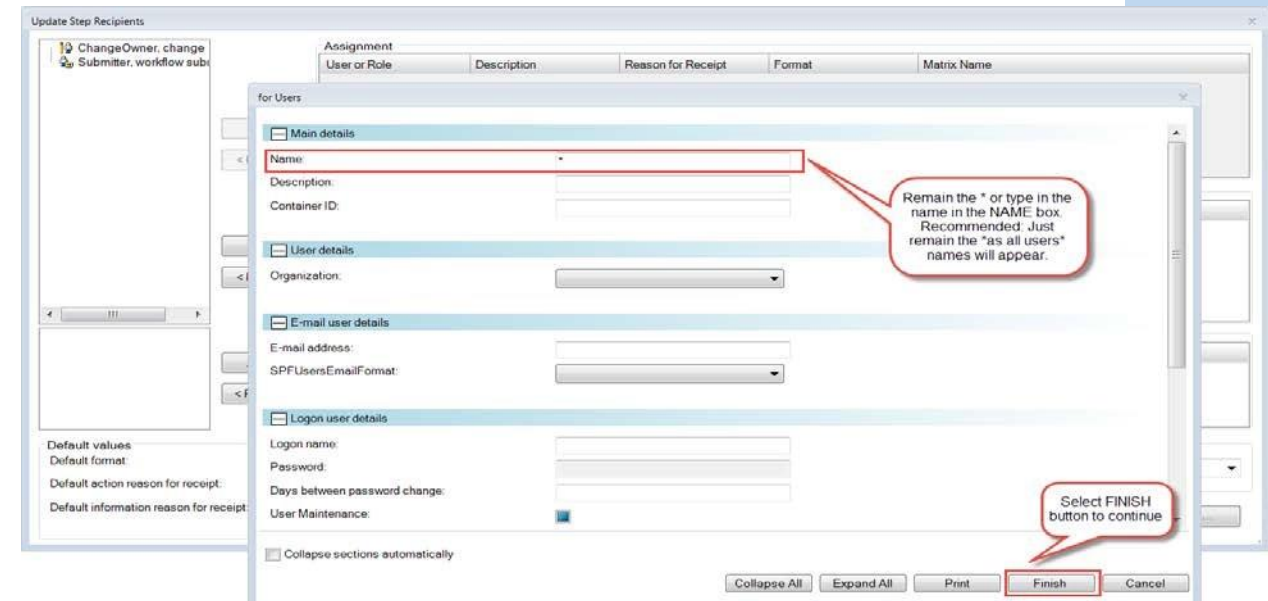 Update Step Recipients
ChangeOwner, change
Submitter, workflow sub
Assignment
User or Role Description Reason for Receipt Format Matrix Name
for Users
Main details
Name: *
Description:
Container ID:
Remain the * or type in the
name in the NAME box.
Recommended: Just
remain the *as all users*
names will appear.
User details
Organization:
E-mail user details
E-mail address:
SPFUsersEmailFormat:
Logon user details
Logon name:
Password:
Days between password change:
User Maintenance:
Select FINISH
button to continue
Default values
Default format:
Default action reason for receipt:
Default information reason for receipt:
Collapse sections automatically
Collapse All Expand All Print Finish Cancel